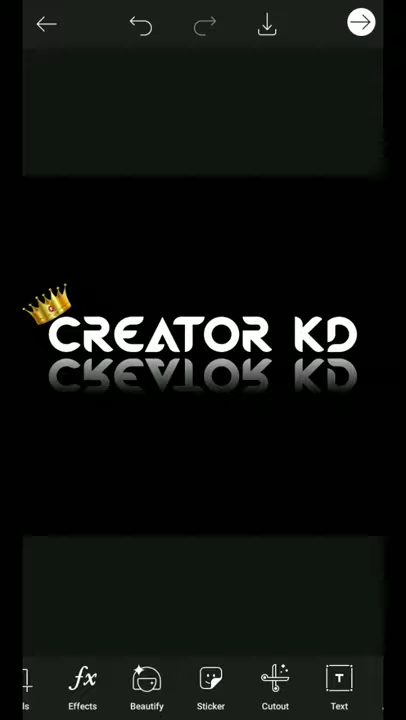 CREATOR KD
ls
Effects
Beautify
Sticker
Cutout
Text